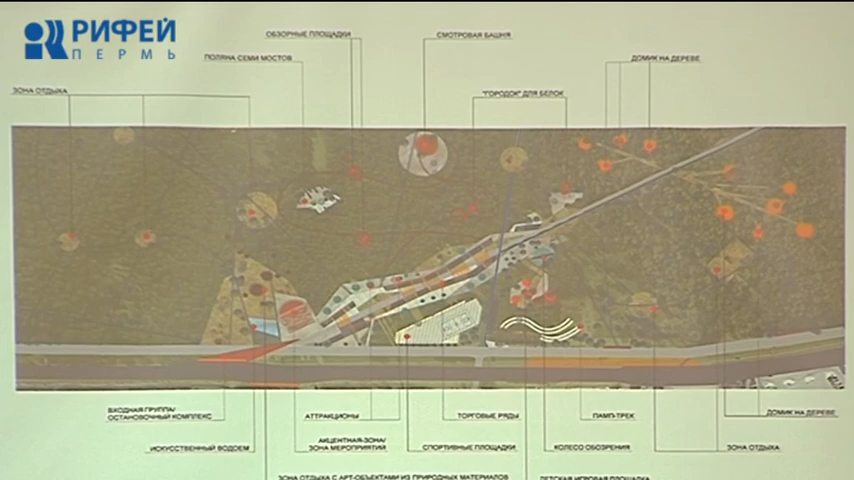 РИФЕЙ
ПЕРМЬ
ОБЗОРНЫЕ ПЛОЩАДКИ
СМОТРОВАЯ БАШНЯ
ПОЛЯНА СЕМИ МОСТОВ
ДОМИК НА ДЕРЕВЕ
ЗОНА ОТДЫХА
"ГОРОДОК" ДЛЯ БЕЛОК
ВХОДНАЯ ГРУППА/
ОСТАНОВОЧНЫЙ КОМПЛЕКС
АТТРАКЦИОНЫ
ТОРГОВЫЕ РЯДЫ
ПАМП-ТРЕК
ДОМИК НА ДЕРЕВЕ
ИСКУССТВЕННЫЙ ВОДОЕМ
АКЦЕНТНАЯ ЗОНА/
ЗОНА МЕРОПРИЯТИЙ
СПОРТИВНЫЕ ПЛОЩАДКИ
КОЛЕСО ОБОЗРЕНИЯ
ЗОНА ОТДЫХА
ЗОНА ОТДЫХА С АРТ-ОБЪЕКТАМИ ИЗ ПРИРОДНЫХ МАТЕРИАЛОВ
ДЕТСКАЯ ИГРОВАЯ ПЛОЩАДКА